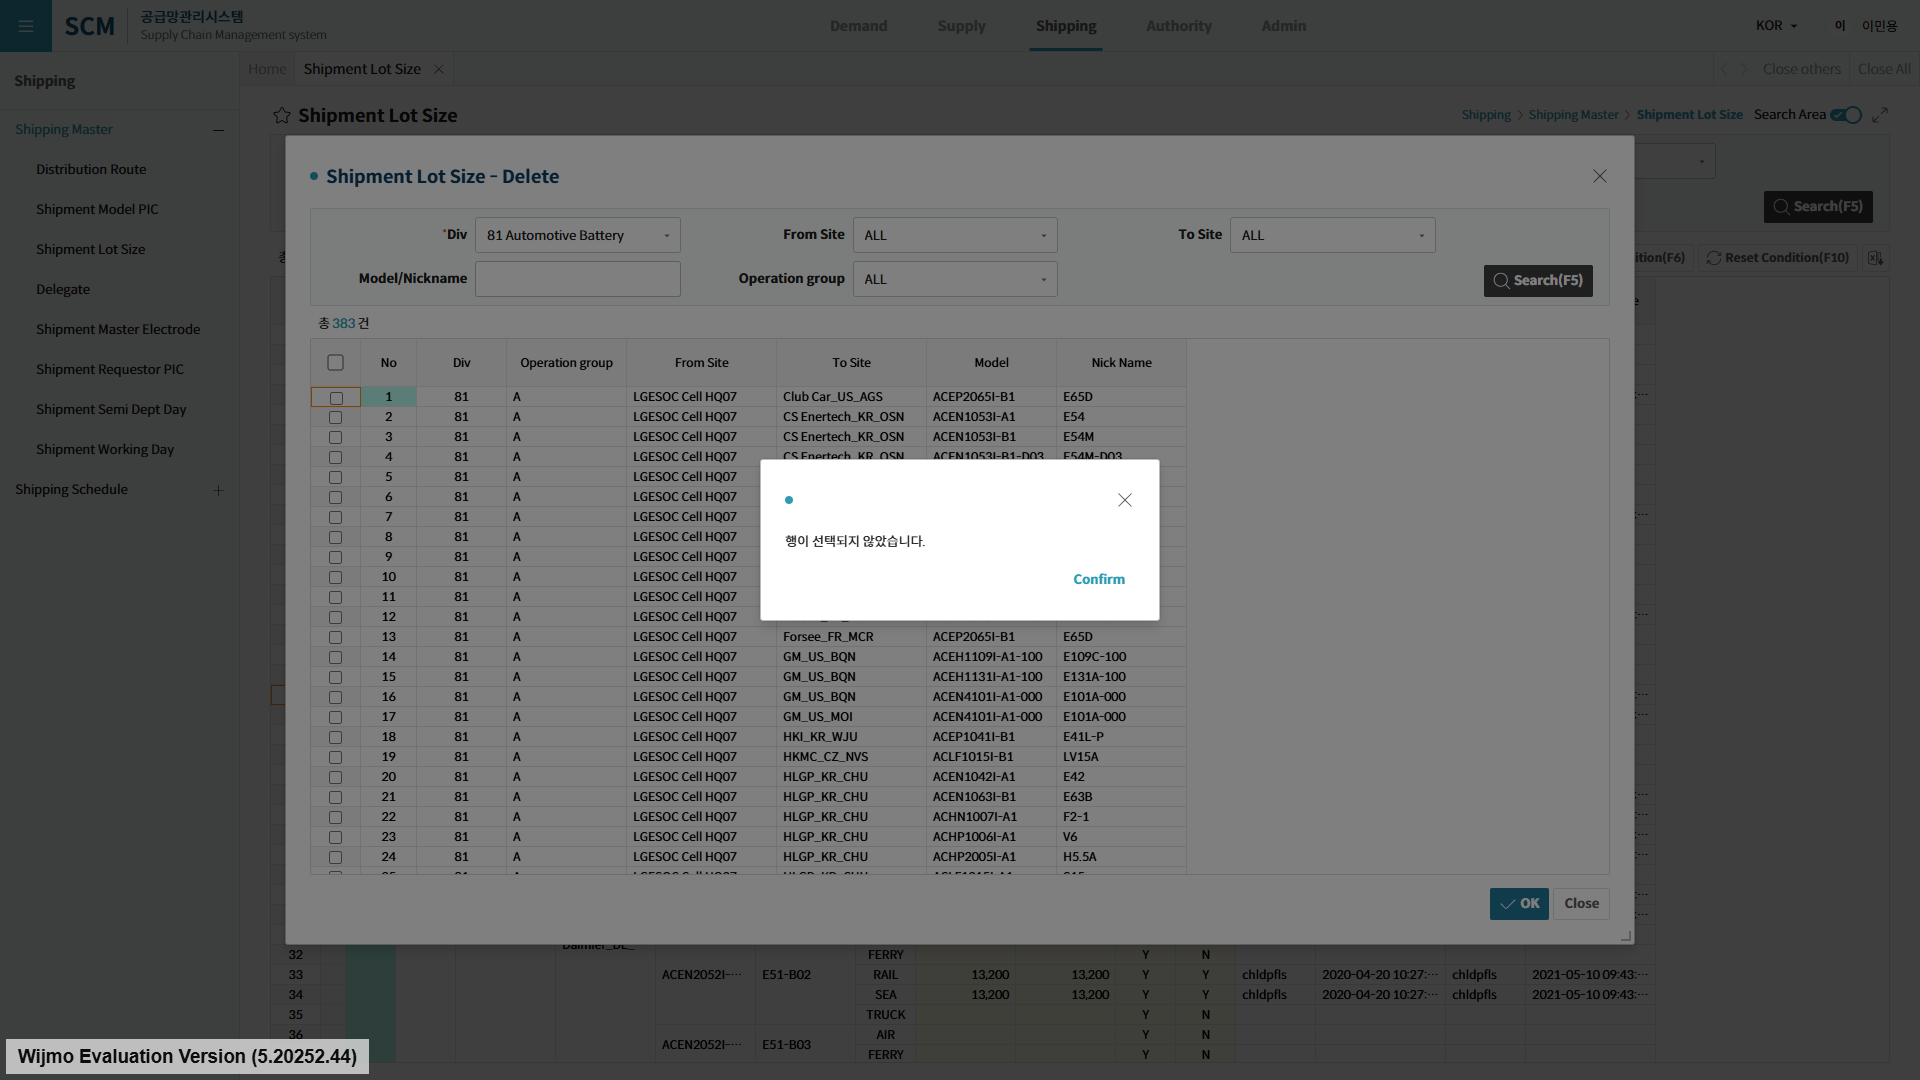 SCM
공급망관리시스템
Supply Chain Management system
Demand
Supply
Shipping
Authority
Admin
KOR
이
이민용
Shipping
Home
Shipment Lot Size
Close others
Close All
Shipping Master
Distribution Route
Shipment Model PIC
Shipment Lot Size
Delegate
Shipment Master Electrode
Shipment Requestor PIC
Shipment Semi Dept Day
Shipment Working Day
Shipping Schedule
Shipment Lot Size
Shipping > Shipping Master > Shipment Lot Size
Search Area
Search(F5)
Reset Condition(F10)
Shipment Lot Size - Delete
*Div 81 Automotive Battery From Site ALL To Site ALL
Model/Nickname Operation group ALL Search(F5)
총 383 건
No Div Operation group From Site To Site Model Nick Name
1 81 A LGESOC Cell HQ07 Club Car_US_AGS ACEP2065I-B1 E65D
2 81 A LGESOC Cell HQ07 CS Enertech_KR_OSN ACEN1053I-A1 E54
3 81 A LGESOC Cell HQ07 CS Enertech_KR_OSN ACEN1053I-B1 E54M
4 81 A LGESOC Cell HQ07 CS Enertech_KR_OSN ACEN1053I-B1-D03 E54M-D03
5 81 A LGESOC Cell HQ07
6 81 A LGESOC Cell HQ07
7 81 A LGESOC Cell HQ07
8 81 A LGESOC Cell HQ07
9 81 A LGESOC Cell HQ07
10 81 A LGESOC Cell HQ07
11 81 A LGESOC Cell HQ07
12 81 A LGESOC Cell HQ07
13 81 A LGESOC Cell HQ07 Forsee_FR_MCR ACEP2065I-B1 E65D
14 81 A LGESOC Cell HQ07 GM_US_BQN ACEH1109I-A1-100 E109C-100
15 81 A LGESOC Cell HQ07 GM_US_BQN ACEH1131I-A1-100 E131A-100
16 81 A LGESOC Cell HQ07 GM_US_BQN ACEN4101I-A1-000 E101A-000
17 81 A LGESOC Cell HQ07 GM_US_MOI ACEN4101I-A1-000 E101A-000
18 81 A LGESOC Cell HQ07 HKI_KR_WJU ACEP1041I-B1 E41L-P
19 81 A LGESOC Cell HQ07 HKMC_CZ_NVS ACLF1015I-B1 LV15A
20 81 A LGESOC Cell HQ07 HLGP_KR_CHU ACEN1042I-A1 E42
21 81 A LGESOC Cell HQ07 HLGP_KR_CHU ACEN1063I-B1 E63B
22 81 A LGESOC Cell HQ07 HLGP_KR_CHU ACHN1007I-A1 F2-1
23 81 A LGESOC Cell HQ07 HLGP_KR_CHU ACHP1006I-A1 V6
24 81 A LGESOC Cell HQ07 HLGP_KR_CHU ACHP2005I-A1 H5.5A
행이 선택되지 않았습니다.
Confirm
OK
Close
32 FERRY Y N
33 ACEN2052I-··· E51-B02 RAIL 13,200 13,200 Y Y chldpfls 2020-04-20 10:27:··· chldpfls 2021-05-10 09:43:···
34 SEA 13,200 13,200 Y Y chldpfls 2020-04-20 10:27:··· chldpfls 2021-05-10 09:43:···
35 TRUCK Y N
36 AIR Y N
ACEN2052I-··· E51-B03
FERRY Y N
Wijmo Evaluation Version (5.20252.44)